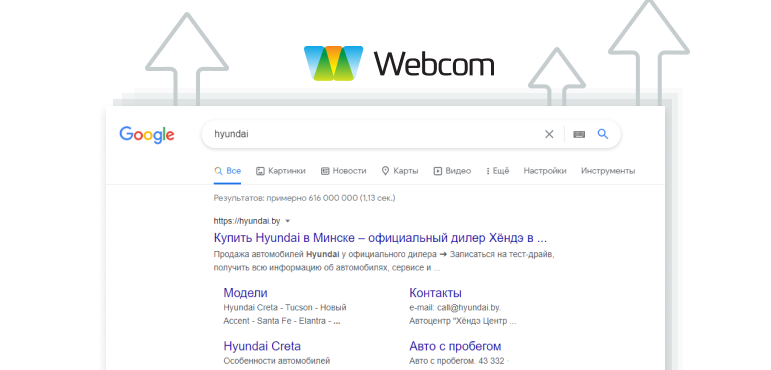 Webcom
Google
hyundai
Все Картинки Новости Карты Видео Ещё Настройки Инструменты
Результатов: примерно 616 000 000 (1,13 сек.)
https://hyundai.by
Купить Hyundai в Минске – официальный дилер Хёндэ в ...
Продажа автомобилей Hyundai у официального дилера ➔ Записаться на тест-драйв,
получить всю информацию об автомобилях, сервисе и ...
Модели
Hyundai Creta - Tucson - Новый
Accent - Santa Fe - Elantra - ...
Контакты
e-mail: call@hyundai.by.
Автоцентр "Хёндэ Центр ...
Hyundai Creta
Особенности автомобилей
Авто с пробегом
Авто с пробегом. 43 332 ·